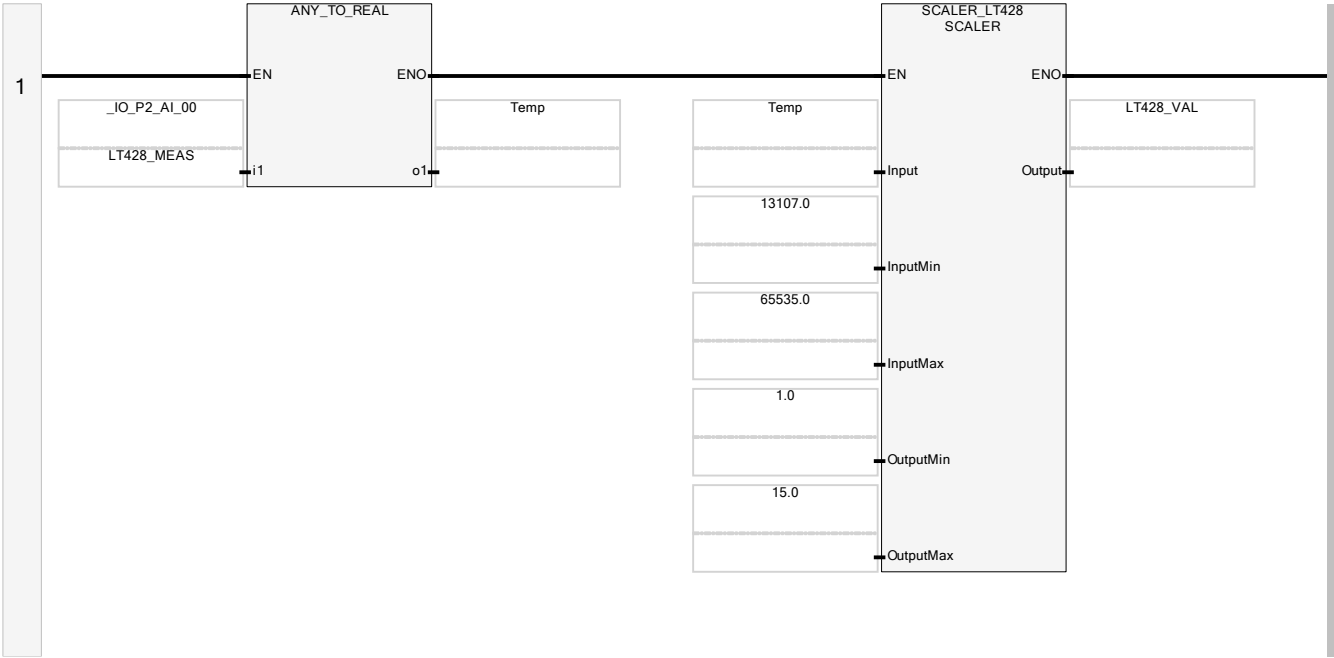 1
ANY_TO_REAL
EN
ENO
_IO_P2_AI_00
LT428_MEAS
i1
o1
Temp
SCALER_LT428
SCALER
EN
ENO
Temp
Input
Output
LT428_VAL
13107.0
InputMin
65535.0
InputMax
1.0
OutputMin
15.0
OutputMax